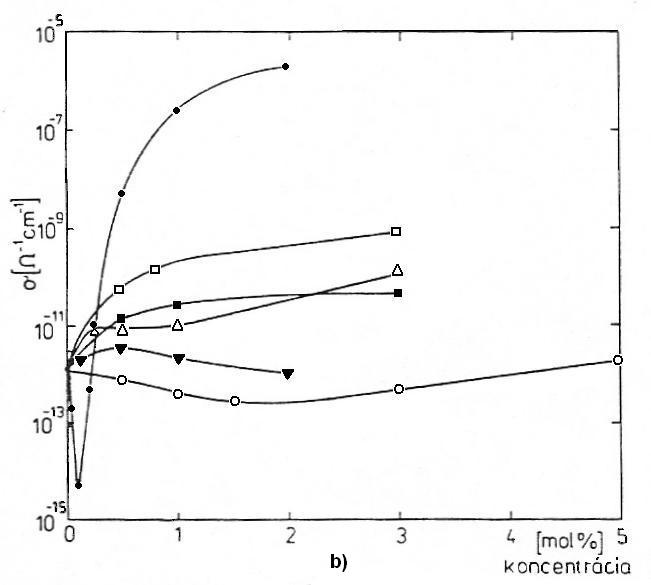 10⁻⁵
10⁻⁷
10⁻⁹
10⁻¹¹
10⁻¹³
10⁻¹⁵
σ[Ω⁻¹cm⁻¹]
0 1 2 3 4 5
[mol%]
b)
koncentrácia